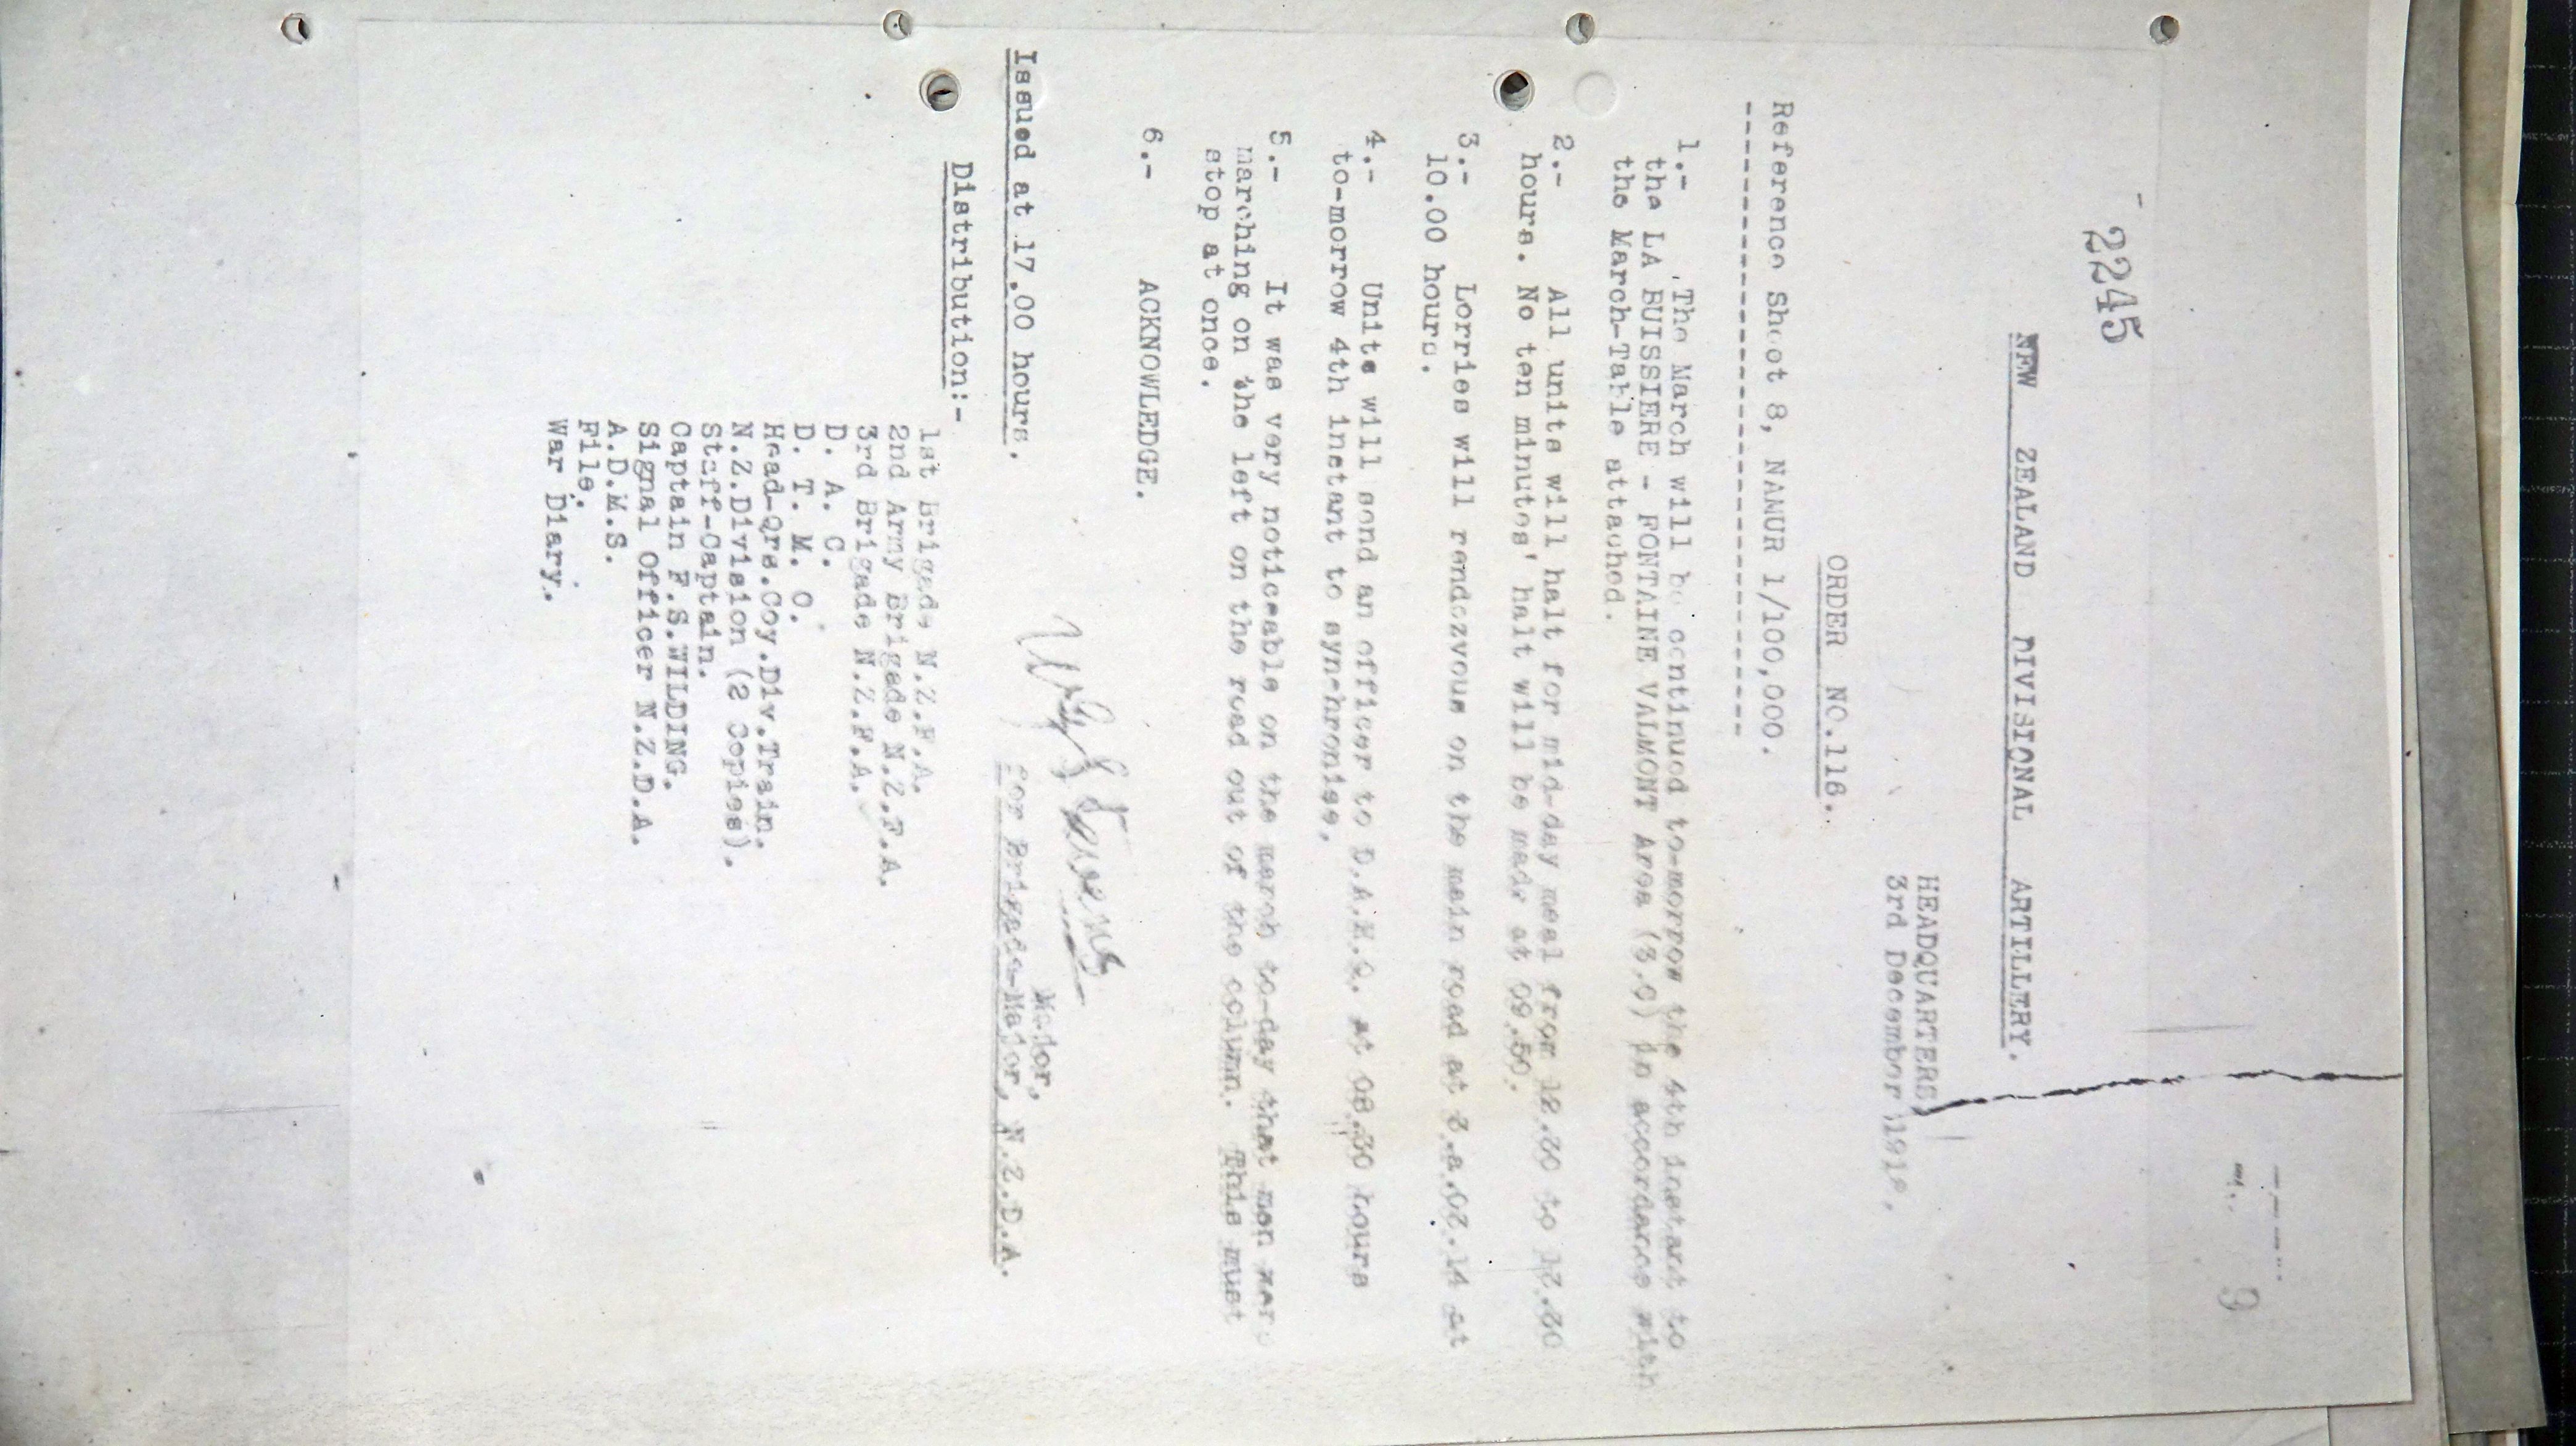 2245
NEW ZEALAND DIVISIONAL ARTILLERY.
HEADQUARTERS
3rd December 1918.
ORDER NO.116.
Reference Sheet 8, NAMUR 1/100,000.
1.- The March will be continued to-morrow the 4th instant to
the LA BUISSIERE - FONTAINE VALMONT Area (3.C) in accordance with
the March-Table attached.
2.- All units will halt for mid-day meal from 12.30 to 13.30
hours. No ten minutes' halt will be made at 09.50.
3.- Lorries will rendezvous on the main road at 3.a.02.14 at
10.00 hours.
4.- Units will send an officer to D.A.H.Q. at 08.30 hours
to-morrow 4th instant to synchronise.
5.- It was very noticeable on the march to-day that men were
marching on the left on the road out of the column. This must
stop at once.
6.- ACKNOWLEDGE.
Major,
Issued at 17.00 hours. for Brigade-Major, N.Z.D.A.
Distribution:-
1st Brigade N.Z.F.A.
2nd Army Brigade N.Z.F.A.
3rd Brigade N.Z.F.A.
D. A. C.
D. T. M. O.
Head-Qrs.Coy.Div.Train.
N.Z.Division (2 Copies).
Staff-Captain.
Captain F.S.WILDING.
Signal Officer N.Z.D.A.
A.D.M.S.
File.
War Diary.